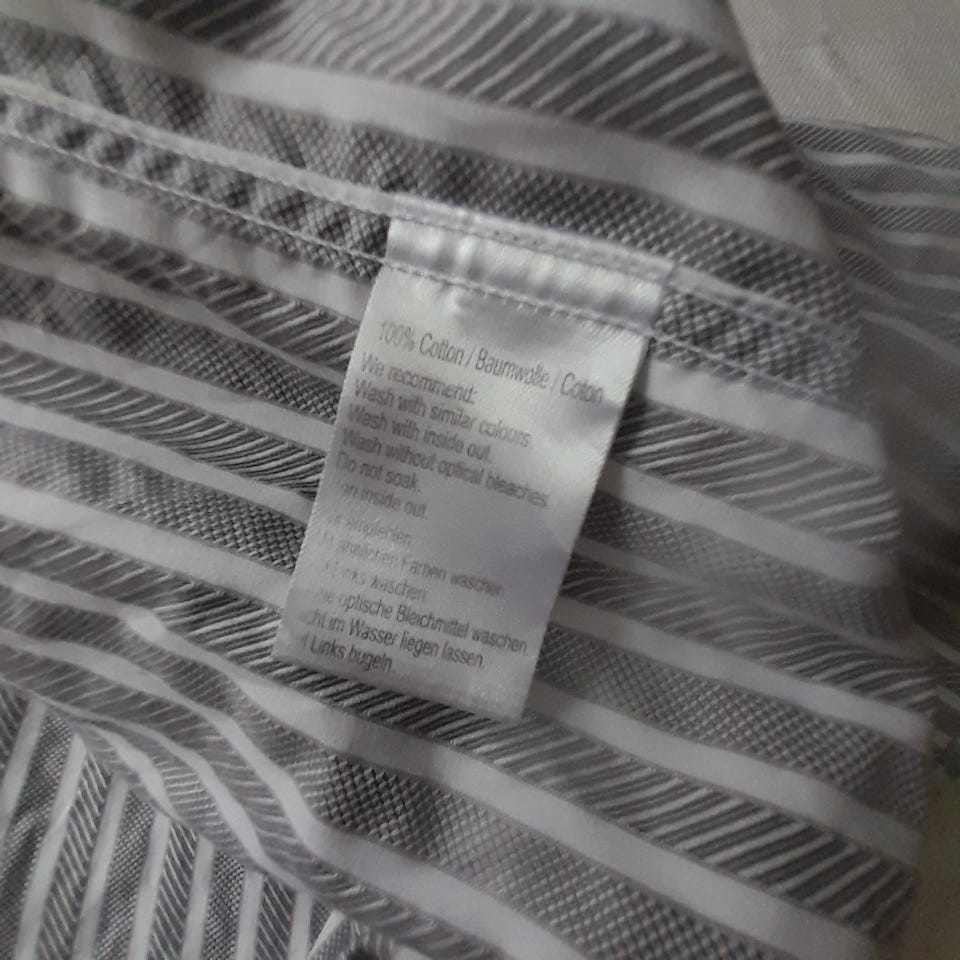 100% Cotton / Baumwolle / Coton
We recommend:
Wash with similar colours.
Wash with inside out.
Wash without optical bleaches.
Do not soak.
inside out.
empfehlen:
ähnlichen Farben waschen.
Links waschen.
optische Bleichmittel waschen.
im Wasser liegen lassen.
Links bügeln.